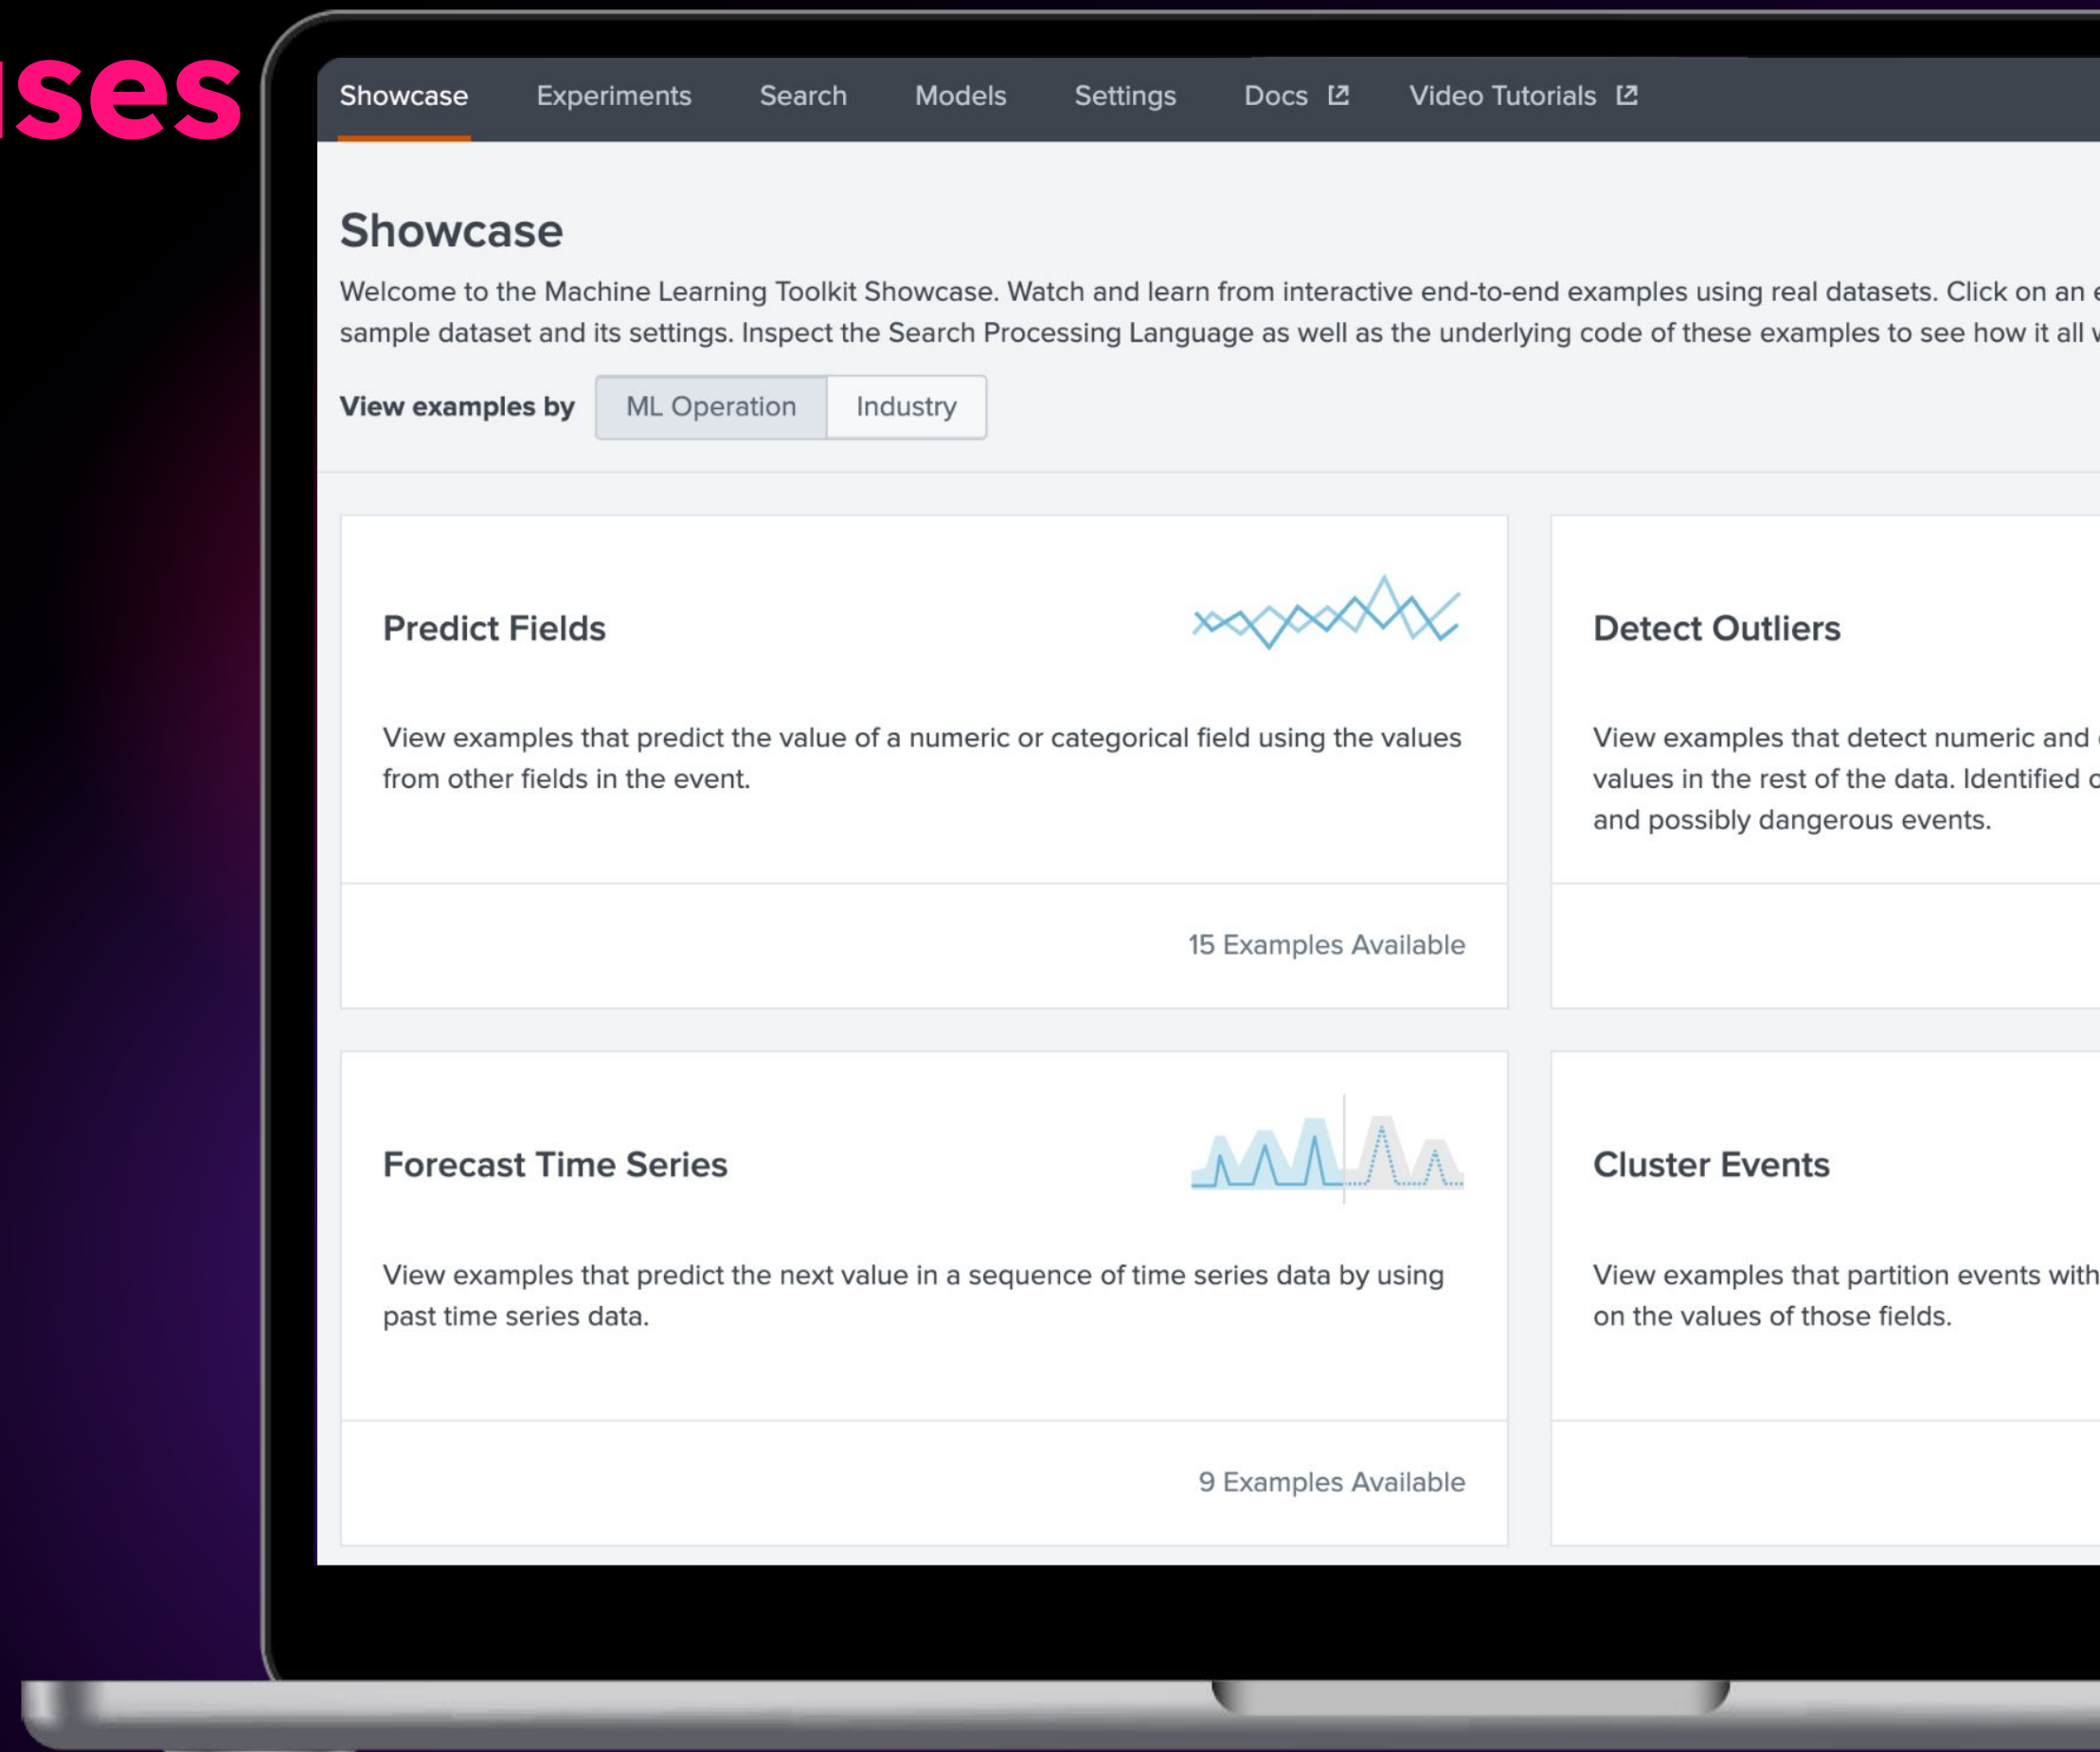 Showcase Experiments Search Models Settings Docs Video Tutorials
Showcase
Welcome to the Machine Learning Toolkit Showcase. Watch and learn from interactive end-to-end examples using real datasets. Click on an
sample dataset and its settings. Inspect the Search Processing Language as well as the underlying code of these examples to see how it all
View examples by ML Operation Industry
Predict Fields
View examples that predict the value of a numeric or categorical field using the values
from other fields in the event.
15 Examples Available
Detect Outliers
View examples that detect numeric and
values in the rest of the data. Identified
and possibly dangerous events.
Forecast Time Series
View examples that predict the next value in a sequence of time series data by using
past time series data.
9 Examples Available
Cluster Events
View examples that partition events with
on the values of those fields.